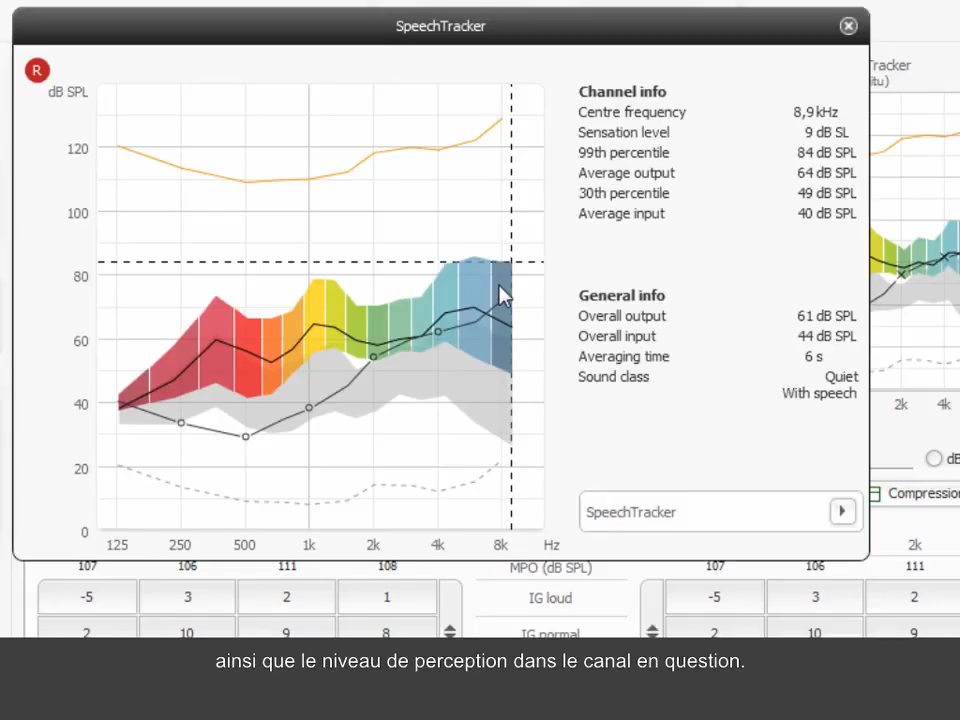 SpeechTracker
R
dB SPL
120
100
80
60
40
20
0
125 250 500 1k 2k 4k 8k Hz
Channel info
Centre frequency 8,9 kHz
Sensation level 9 dB SL
99th percentile 84 dB SPL
Average output 64 dB SPL
30th percentile 49 dB SPL
Average input 40 dB SPL
General info
Overall output 61 dB SPL
Overall input 44 dB SPL
Averaging time 6 s
Sound class Quiet
With speech
SpeechTracker
Tracker
itu)
2k 4k
dB
Compression
2k
107 106 111 108 MPO (dB SPL) 107 106 111
-5 3 2 1 IG loud -5 3 2
2 10 9 8 IG normal 2 10 9
ainsi que le niveau de perception dans le canal en question.